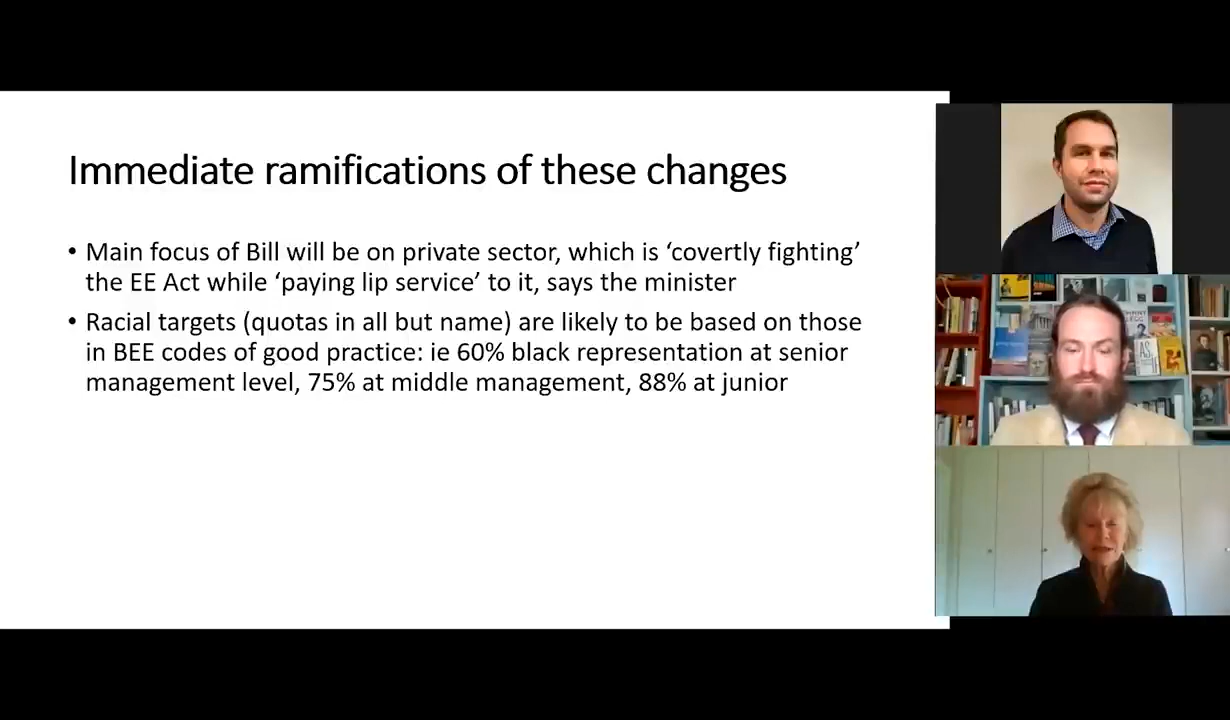 Immediate ramifications of these changes
• Main focus of Bill will be on private sector, which is ‘covertly fighting’
the EE Act while ‘paying lip service’ to it, says the minister
• Racial targets (quotas in all but name) are likely to be based on those
in BEE codes of good practice: ie 60% black representation at senior
management level, 75% at middle management, 88% at junior